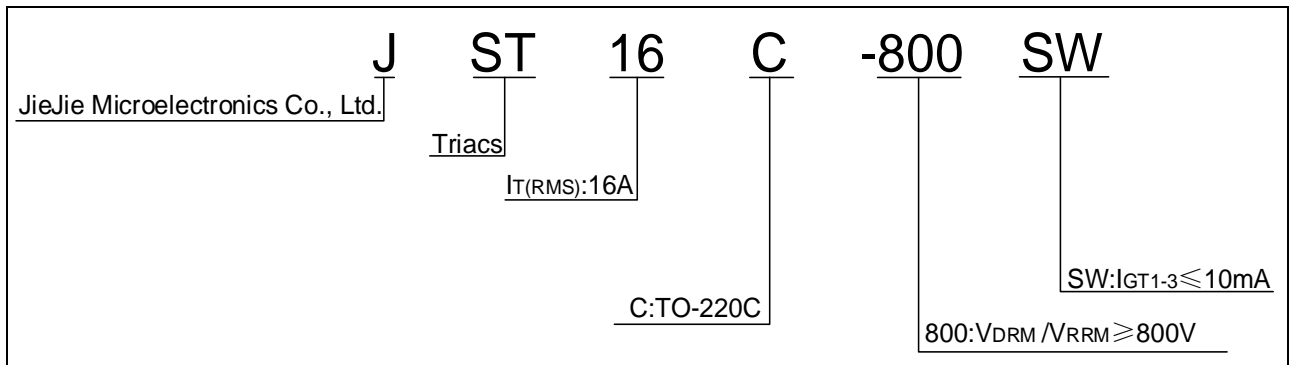 J ST 16 C -800 SW
JieJie Microelectronics Co., Ltd.
Triacs
IT(RMS):16A
SW:IGT1-3≤10mA
C:TO-220C
800:VDRM /VRRM≥800V